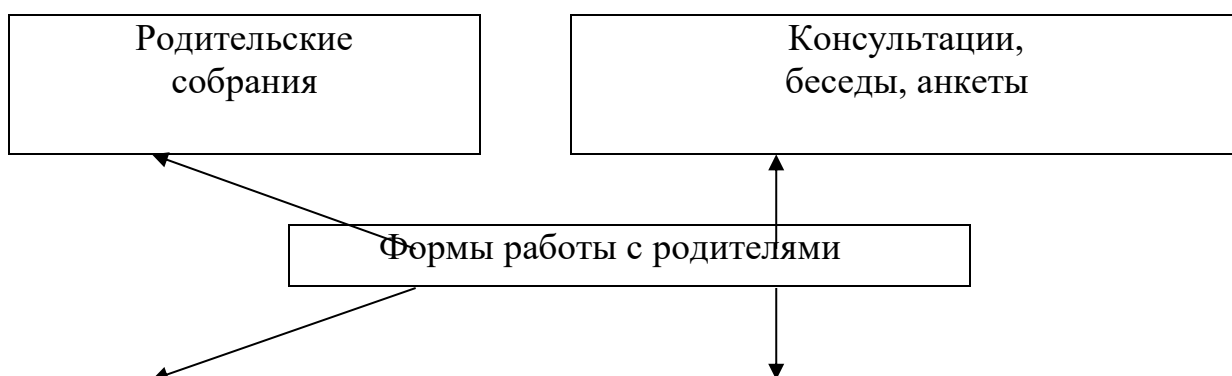 Родительские
собрания
Консультации,
беседы, анкеты
Формы работы с родителями